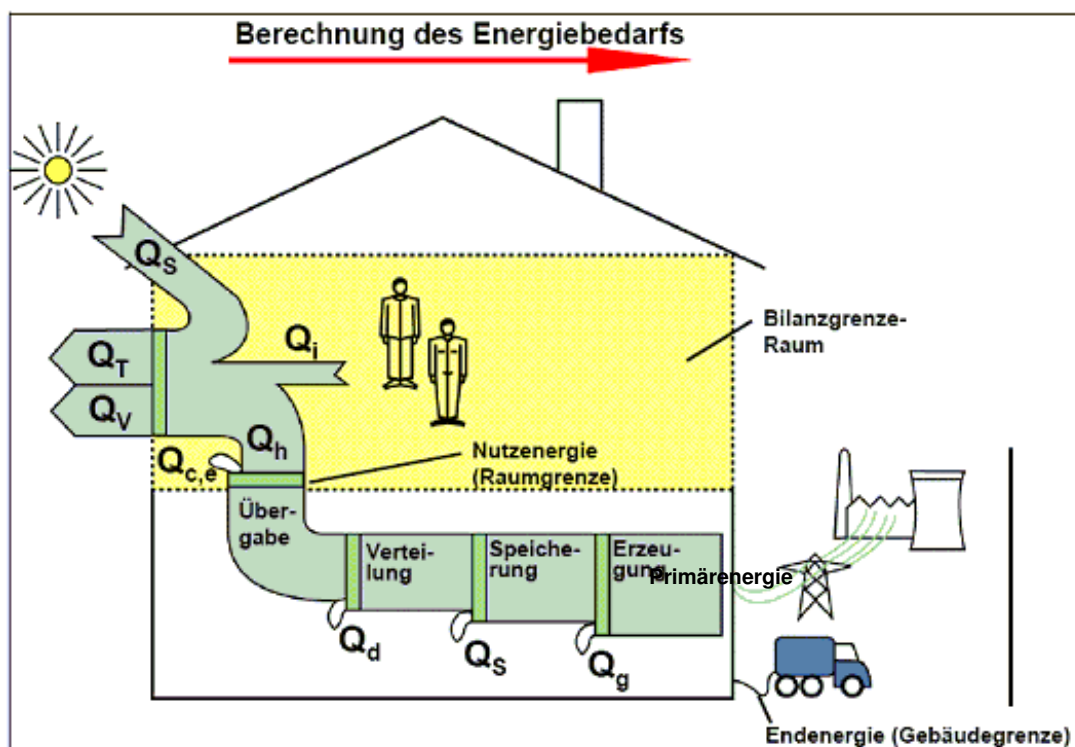 Berechnung des Energiebedarfs
QS
QT
Qi
Bilanzgrenze-
Raum
QV
Qh
Qc,e
Nutzenergie
(Raumgrenze)
Über-
gabe
Vertei-
lung
Speiche-
rung
Erzeu-
gung
Primärenergie
Qd
QS
Qg
Endenergie (Gebäudegrenze)